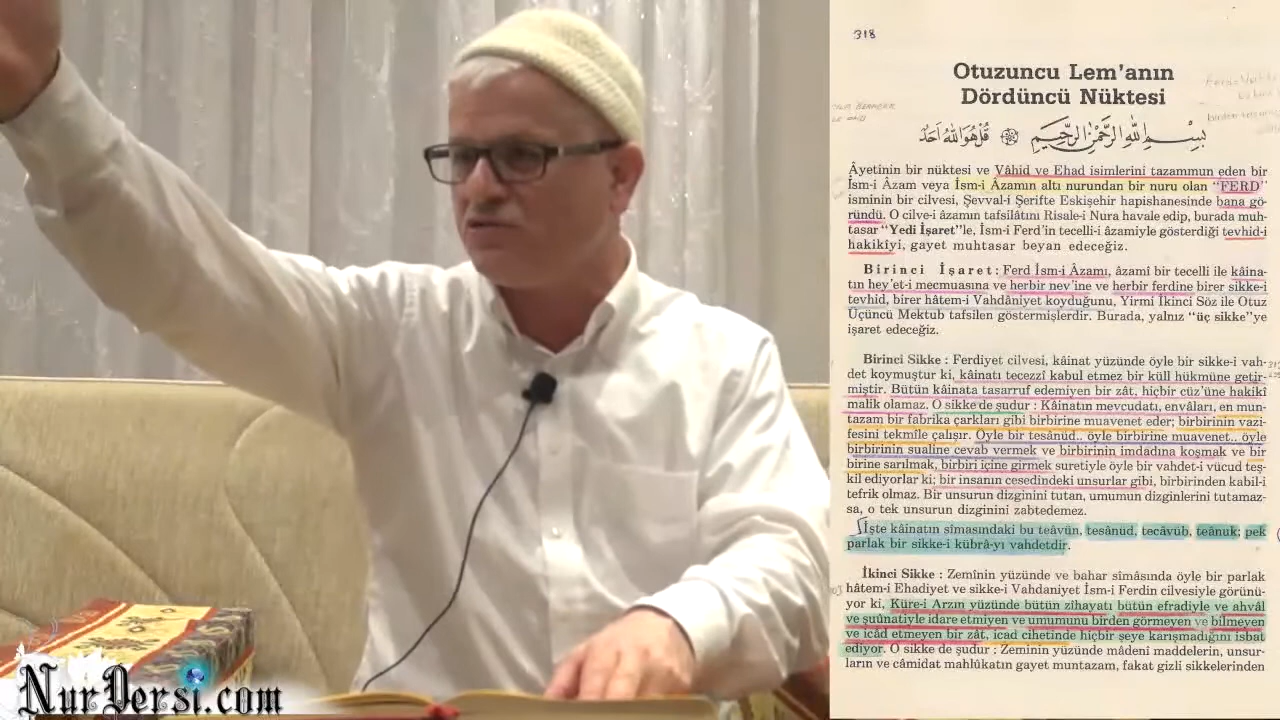 318
Otuzuncu Lem'anın
Dördüncü Nüktesi
بِسْــمِ اللّٰهِ الرَّحْمٰنِ الرَّحٖيمِ ۞ قُلْ هُوَ اللّٰهُ اَحَدٌ
Âyetinin bir nüktesi ve Vâhid ve Ehad isimlerini tazammun eden bir
İsm-i Âzam veya İsm-i Âzamın altı nurundan bir nuru olan "FERD"
isminin bir cilvesi, Şevval-i Şerifte Eskişehir hapishanesinde bana gö-
ründü. O cilve-i âzamın tafsilâtını Risale-i Nura havale edip, burada muh-
tasar "Yedi İşaret"le, İsm-i Ferd'in tecelli-i âzamiyle gösterdiği tevhid-i
hakikîyi, gayet muhtasar beyan edeceğiz.
Birinci İşaret: Ferd İsm-i Âzamı, âzamî bir tecelli ile kâina-
tın hey'et-i mecmuasına ve herbir nev'ine ve herbir ferdine birer sikke-i
tevhid, birer hâtem-i Vahdâniyet koyduğunu, Yirmi İkinci Söz ile Otuz
Üçüncü Mektub tafsilen göstermişlerdir. Burada, yalnız "üç sikke"ye
işaret edeceğiz.
Birinci Sikke : Ferdiyet cilvesi, kâinat yüzünde öyle bir sikke-i vah-
det koymuştur ki, kâinatı tecezzî kabul etmez bir küll hükmüne getir-
miştir. Bütün kâinata tasarruf edemiyen bir zât, hiçbir cüz'üne hakikî
malik olamaz. O sikke de şudur : Kâinatın mevcudatı, envâları, en mun-
tazam bir fabrika çarkları gibi birbirine muavenet eder; birbirinin vazi-
fesini tekmîle çalışır. Öyle bir tesânüd.. öyle birbirine muavenet.. öyle
birbirinin sualine cevab vermek ve birbirinin imdadına koşmak ve bir
birine sarılmak, birbiri içine girmek suretiyle öyle bir vahdet-i vücud teş-
kil ediyorlar ki; bir insanın cesedindeki unsurlar gibi, birbirinden kabil-i
tefrik olmaz. Bir unsurun dizginini tutan, umumun dizginlerini tutamaz-
sa, o tek unsurun dizginini zabtedemez.
İşte kâinatın sîmasındaki bu teâvün, tesânüd, tecâvüb, teânuk; pek
parlak bir sikke-i kübrâ-yı vahdetdir.
İkinci Sikke : Zemînin yüzünde ve bahar sîmâsında öyle bir parlak
hâtem-i Ehadiyet ve sikke-i Vahdaniyet İsm-i Ferdin cilvesiyle görünü-
yor ki, Küre-i Arzın yüzünde bütün zîhayatı bütün efradiyle ve ahvâl
ve şuûnatiyle idare etmiyen ve umumunu birden görmeyen ve bilmeyen
ve icâd etmeyen bir zât, icad cihetinde hiçbir şeye karışmadığını isbat
ediyor. O sikke de şudur : Zeminin yüzünde mâdeni maddelerin, unsur-
ların ve câmidat mahlûkatın gayet muntazam, fakat gizli sikkelerinden
NurDersi.com